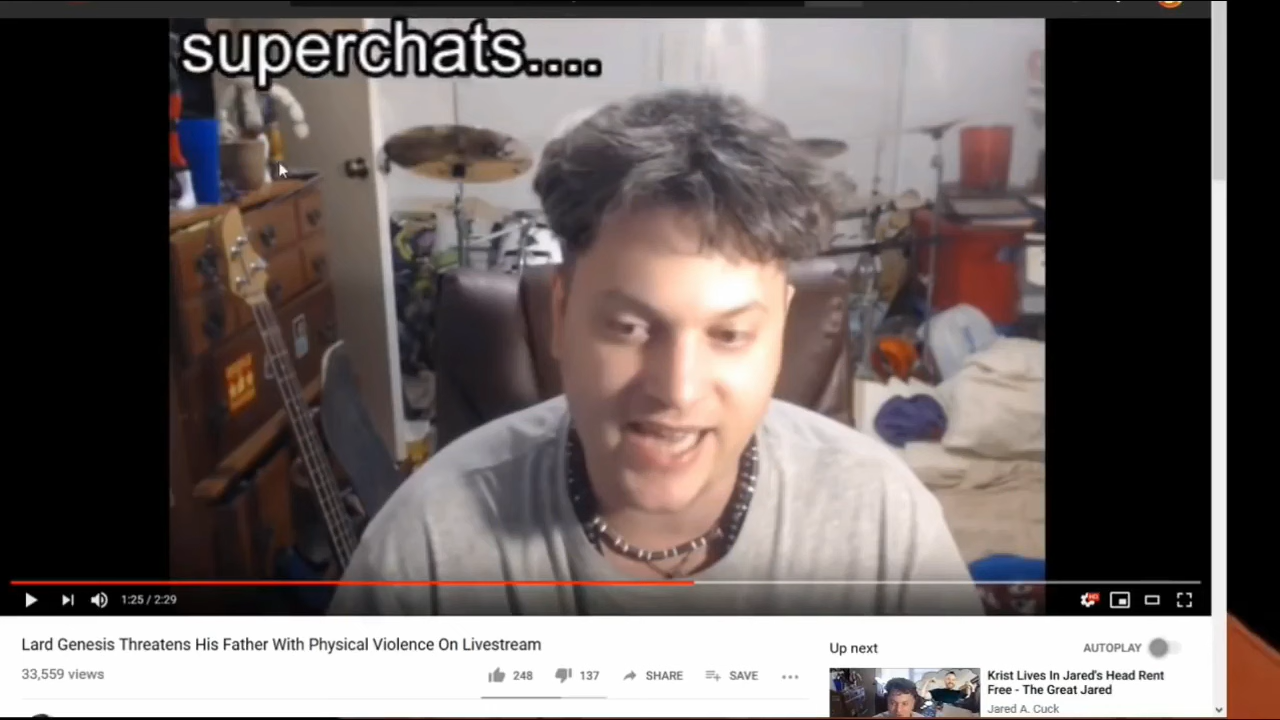 superchats....
1:25 / 2:29
HD
Lard Genesis Threatens His Father With Physical Violence On Livestream
33,559 views
248
137
SHARE
SAVE
Up next
AUTOPLAY
Krist Lives In Jared's Head Rent
Free - The Great Jared
Jared A. Cuck